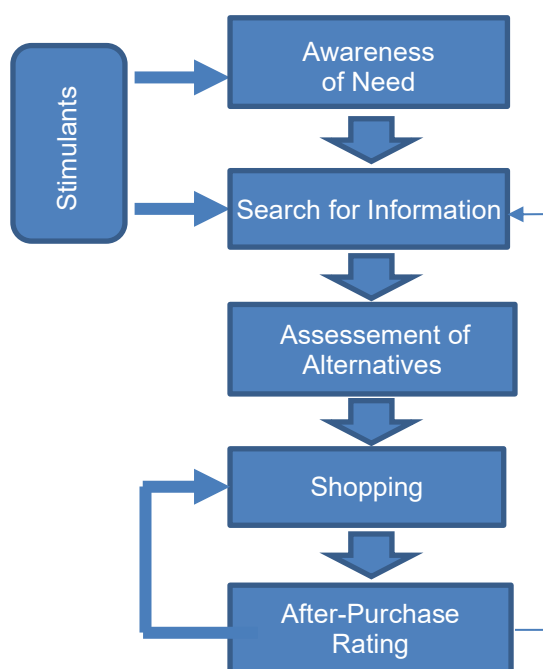 Stimulants
Awareness
of Need
Search for Information
Assessement of
Alternatives
Shopping
After-Purchase
Rating